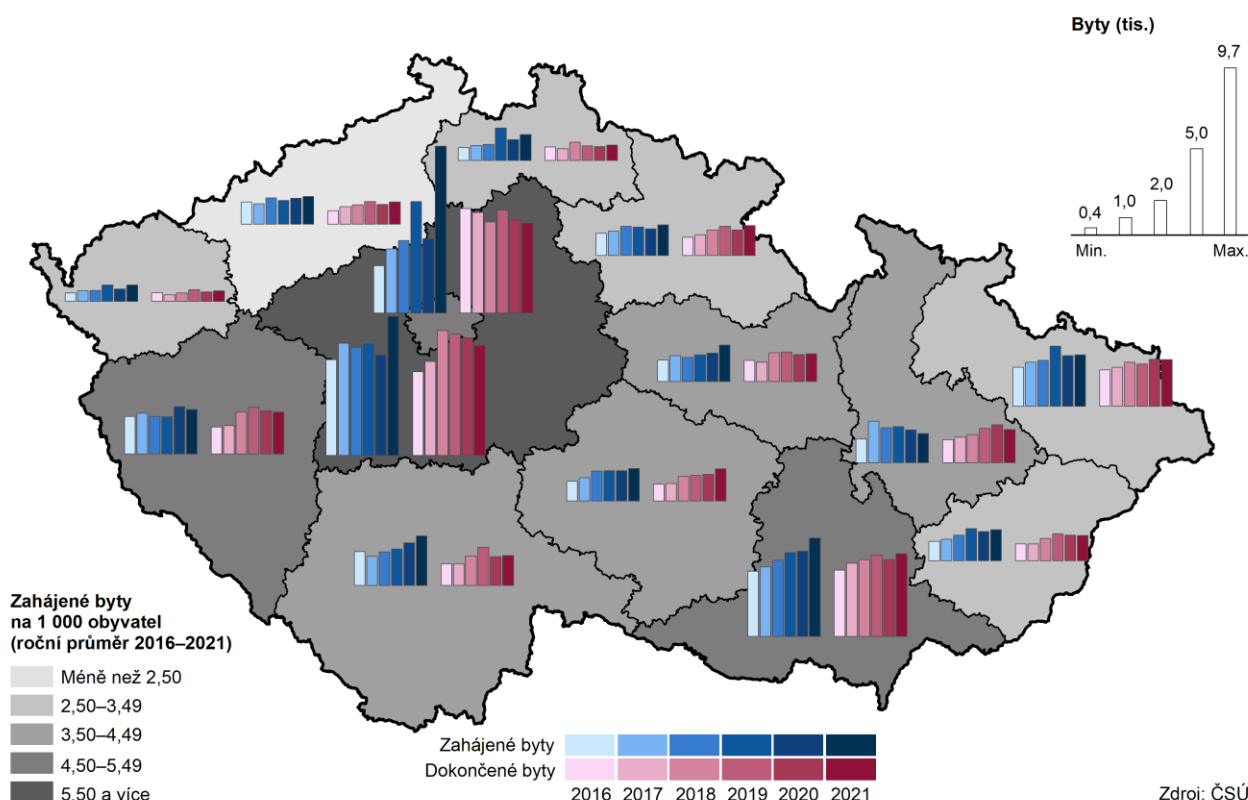 Byty (tis.)
9,7
5,0
2,0
1,0
0,4
Min.
Max.
Zahájené byty
na 1 000 obyvatel
(roční průměr 2016–2021)
Méně než 2,50
2,50–3,49
3,50–4,49
4,50–5,49
5,50 a více
Zahájené byty
Dokončené byty
2016 2017 2018 2019 2020 2021
Zdroj: ČSÚ